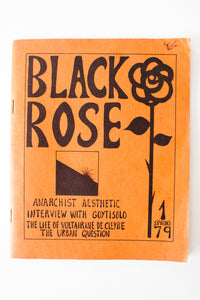 BLACK
ROSE
ANARCHIST AESTHETIC
INTERVIEW WITH GOYTISOLO
THE LIFE OF VOLTAIRINE DE CLEYRE
THE URBAN QUESTION
1
SPRING
79